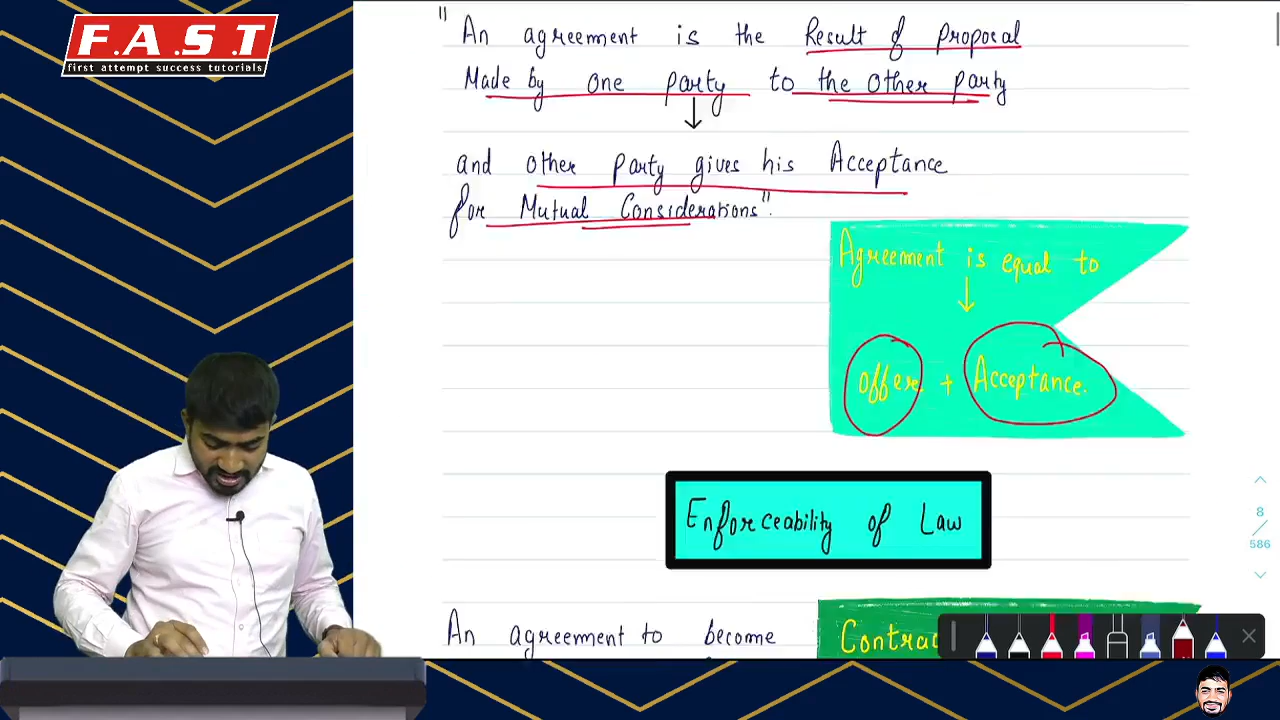 F.A.S.T
first attempt success tutorials
" An agreement is the Result of proposal
Made by one party to the other party
and other party gives his Acceptance
for Mutual Considerations".
Agreement is equal to
offer + Acceptance.
Enforceability of Law
An agreement to become
Contrac
8
/
586